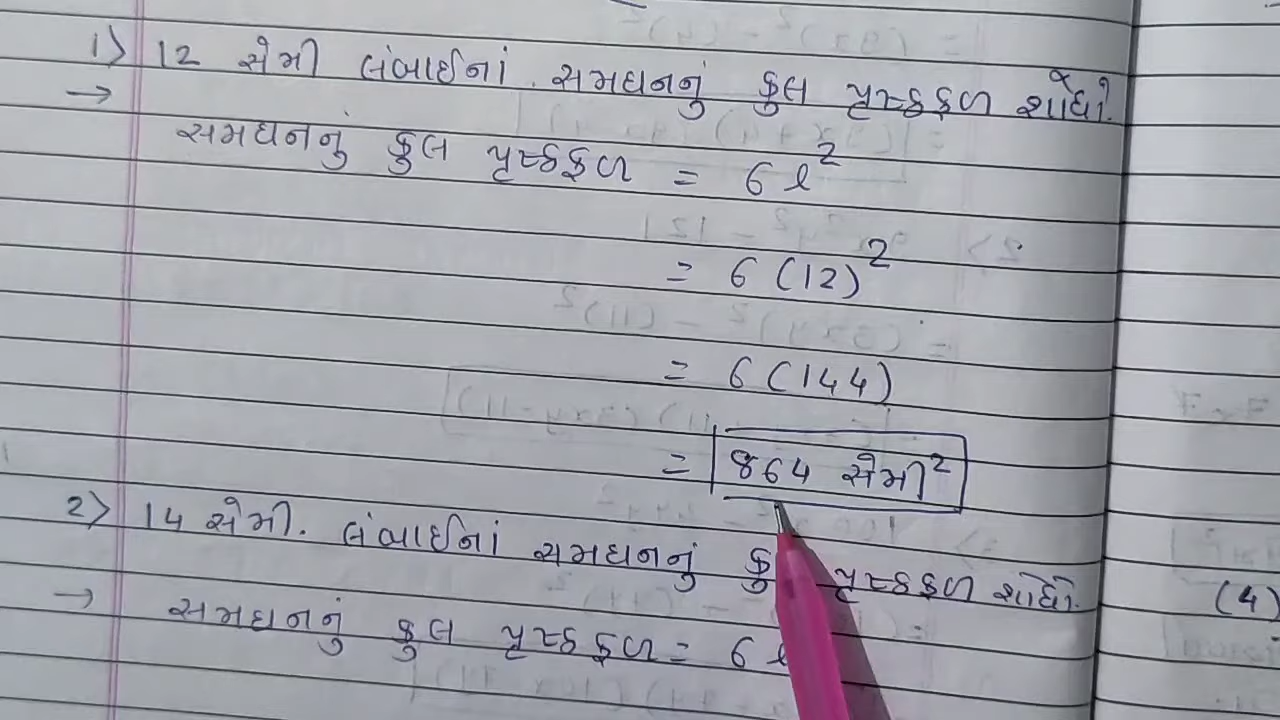 1) 12 સેમી લંબાઈનાં સમઘનનું કુલ પૃષ્ઠફળ શોધો.
→ સમઘનનું કુલ પૃષ્ઠફળ = 6 l²
= 6 (12)²
= 6 (144)
= 864 સેમી²
2) 14 સેમી. લંબાઈનાં સમઘનનું કુ પૃષ્ઠફળ શોધો.
→ સમઘનનું કુલ પૃષ્ઠફળ = 6 l
(4)